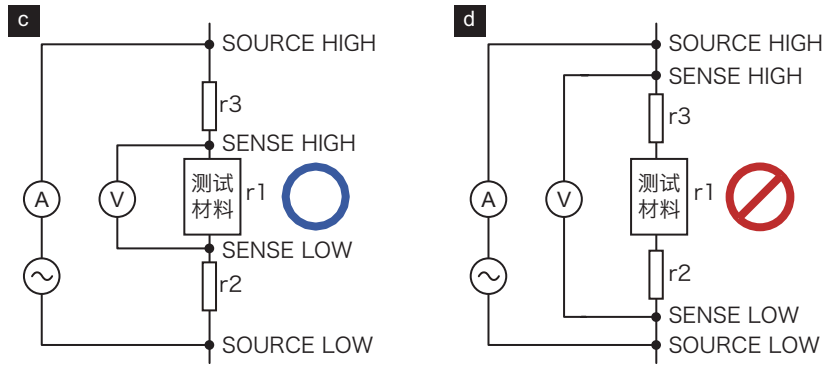 c
SOURCE HIGH
r3
SENSE HIGH
A
V
测试
材料
r1
SENSE LOW
r2
SOURCE LOW
d
SOURCE HIGH
SENSE HIGH
r3
A
V
测试
材料
r1
r2
SENSE LOW
SOURCE LOW